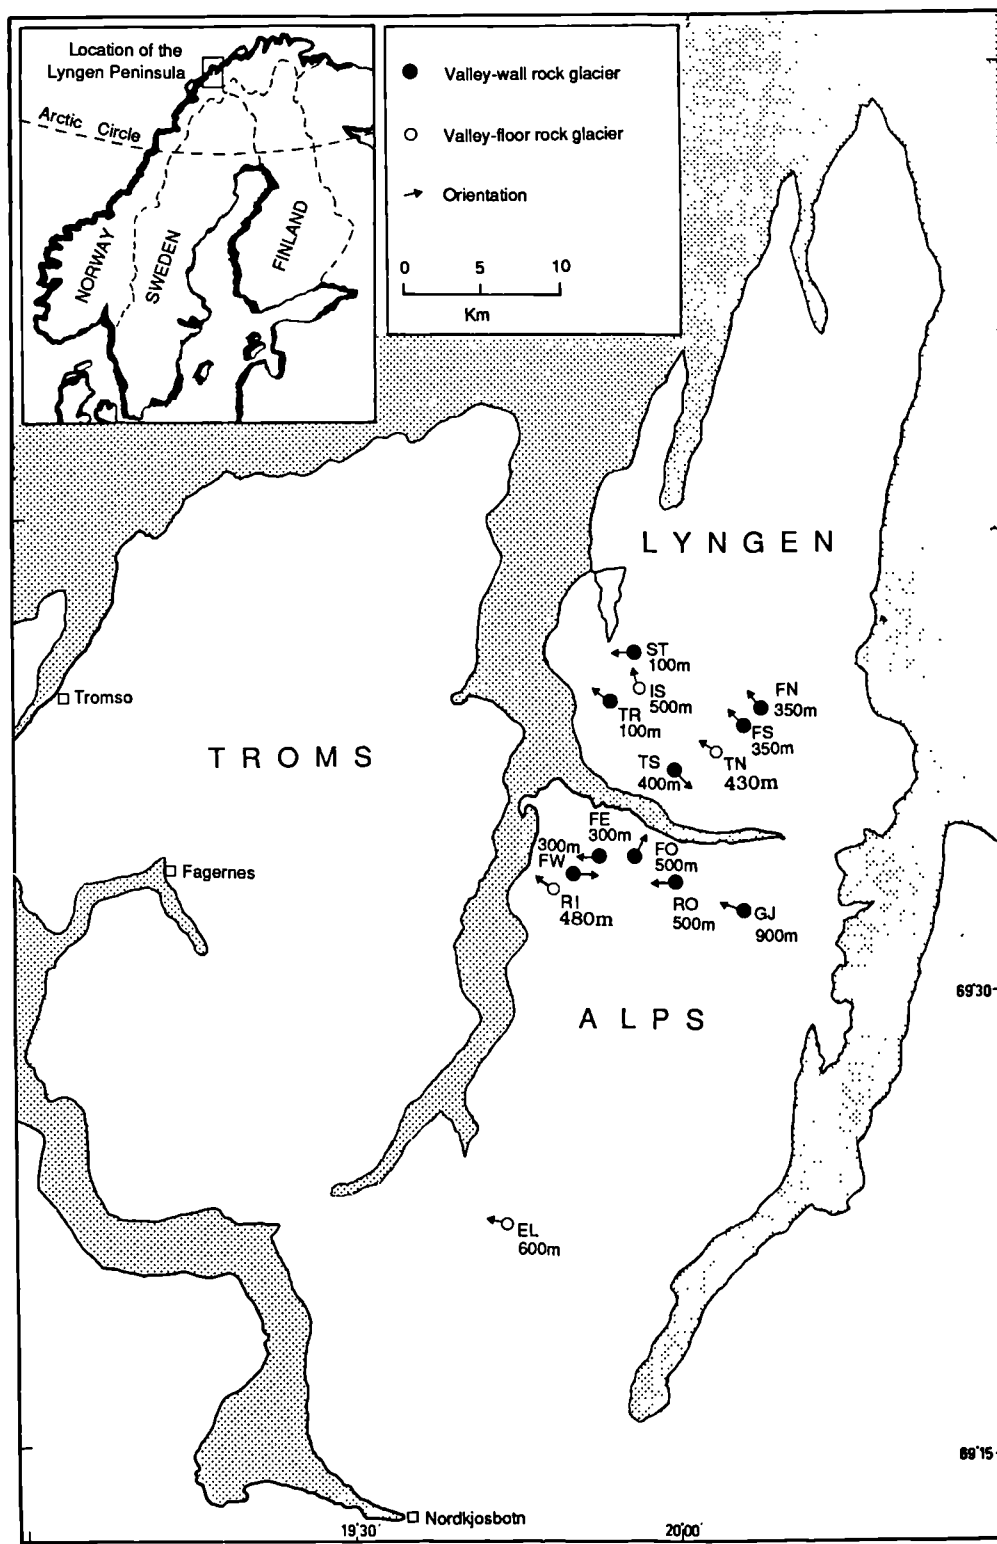 Location of the
Lyngen Peninsula
Arctic Circle
NORWAY
SWEDEN
FINLAND
Valley-wall rock glacier
Valley-floor rock glacier
Orientation
0 5 10
Km
LYNGEN
ST
100m
IS
500m
TR
100m
FN
350m
FS
350m
TN
430m
TS
400m
Tromso
TROMS
FE
300m
300m
FW
FO
500m
Fagernes
RI
480m
RO
500m
GJ
900m
69°30
ALPS
EL
600m
69°15
Nordkjosbotn
19°30'
20°00'